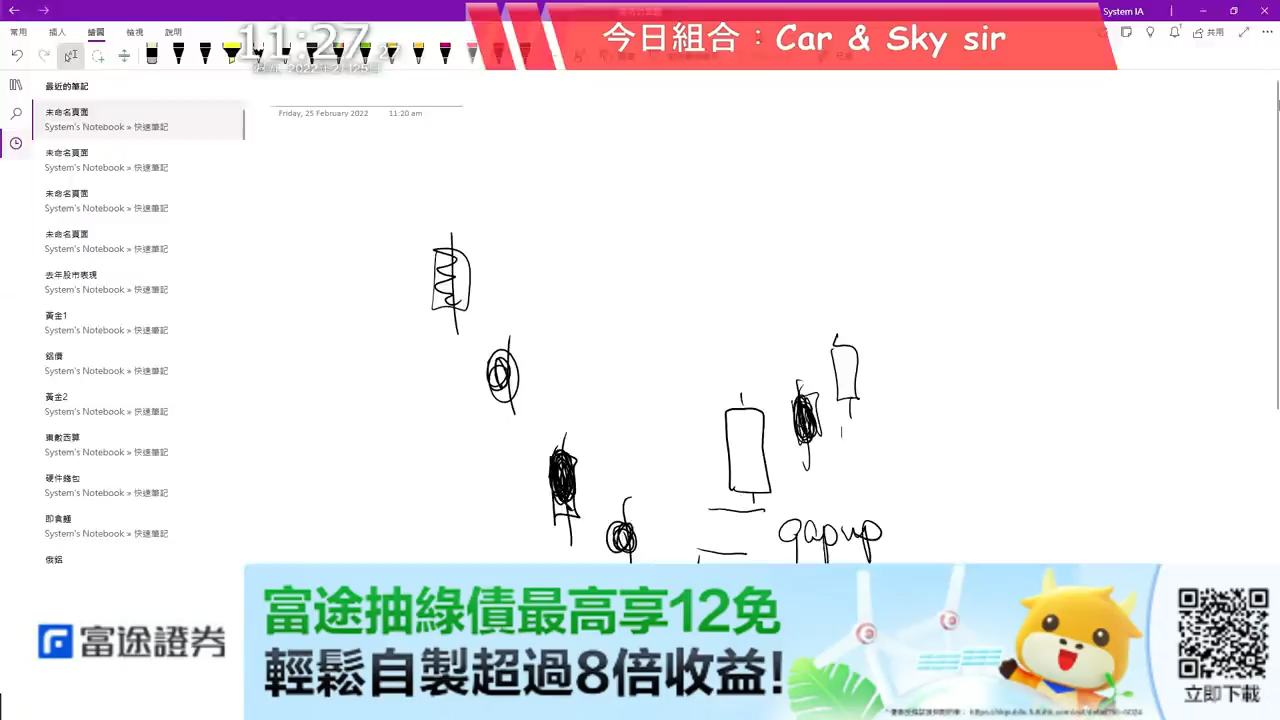 System IA
今日組合：Car & Sky sir
常用 插入 繪圖 檢視 說明
11:27
共用
最近的筆記
Friday, 25 February 2022 11:20 am
未命名頁面
System's Notebook » 快速筆記
未命名頁面
System's Notebook » 快速筆記
未命名頁面
System's Notebook » 快速筆記
未命名頁面
System's Notebook » 快速筆記
去年股市表現
System's Notebook » 快速筆記
黃金1
System's Notebook » 快速筆記
鋁價
System's Notebook » 快速筆記
黃金2
System's Notebook » 快速筆記
System's Notebook » 快速筆記
硬件錢包
System's Notebook » 快速筆記
即食麵
System's Notebook » 快速筆記
俄鋁
gapup
富途證券
富途抽綠債最高享12免
輕鬆自製超過8倍收益!
立即下載